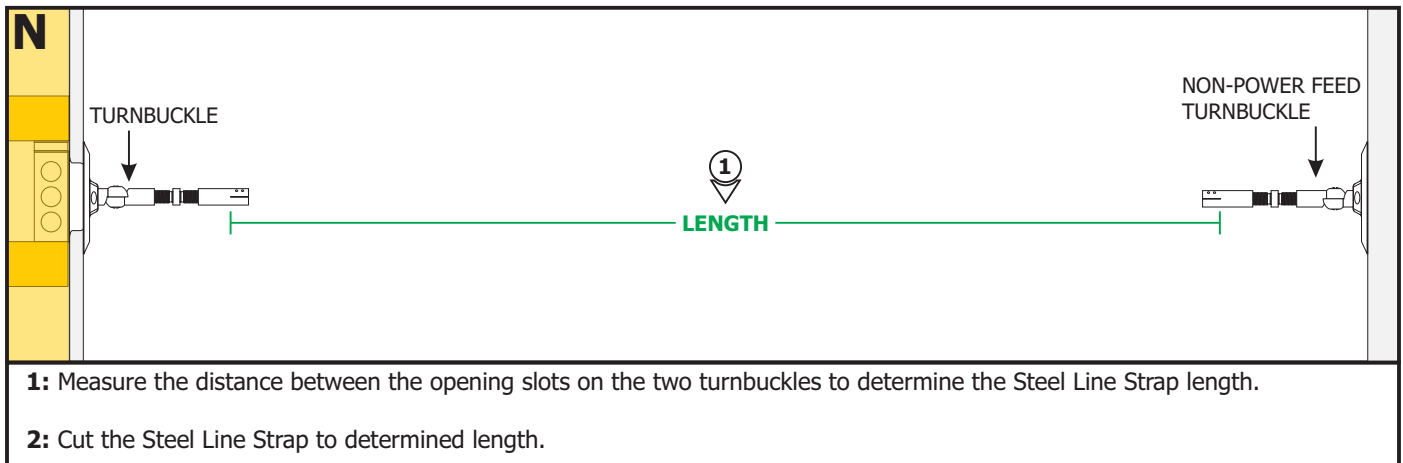 N
TURNBUCKLE
NON-POWER FEED
TURNBUCKLE
1
LENGTH
1: Measure the distance between the opening slots on the two turnbuckles to determine the Steel Line Strap length.
2: Cut the Steel Line Strap to determined length.